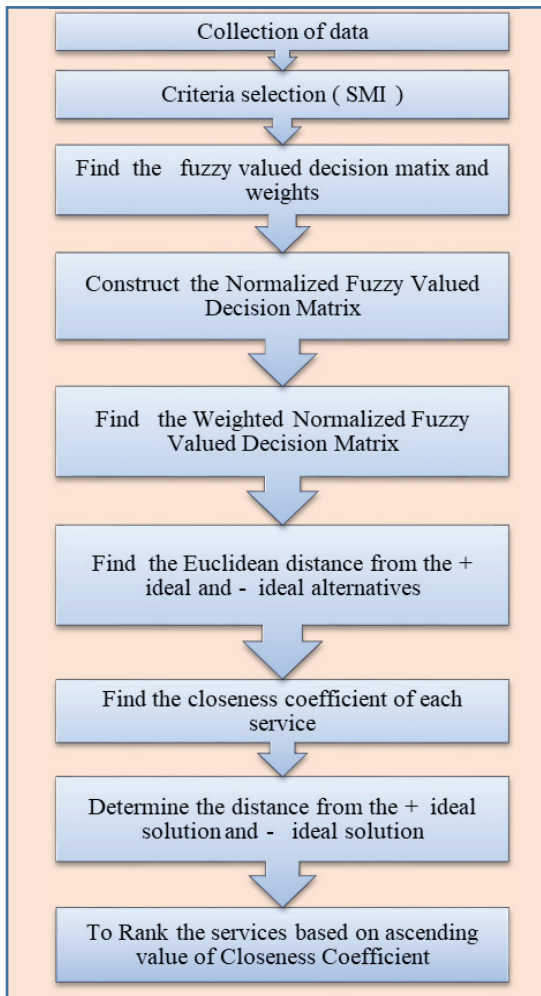 Collection of data
Criteria selection ( SMI )
Find the fuzzy valued decision matix and
weights
Construct the Normalized Fuzzy Valued
Decision Matrix
Find the Weighted Normalized Fuzzy
Valued Decision Matrix
Find the Euclidean distance from the +
ideal and - ideal alternatives
Find the closeness coefficient of each
service
Determine the distance from the + ideal
solution and - ideal solution
To Rank the services based on ascending
value of Closeness Coefficient